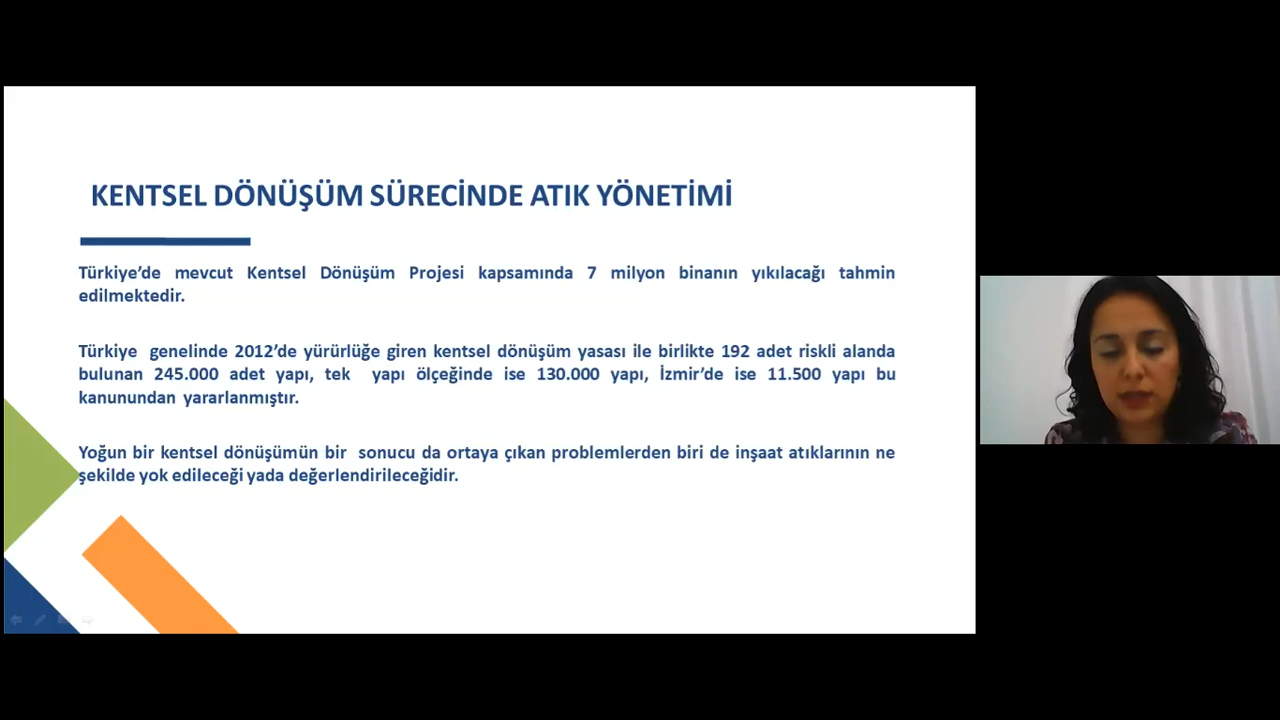 KENTSEL DÖNÜŞÜM SÜRECİNDE ATIK YÖNETİMİ
Türkiye’de mevcut Kentsel Dönüşüm Projesi kapsamında 7 milyon binanın yıkılacağı tahmin
edilmektedir.
Türkiye genelinde 2012’de yürürlüğe giren kentsel dönüşüm yasası ile birlikte 192 adet riskli alanda
bulunan 245.000 adet yapı, tek yapı ölçeğinde ise 130.000 yapı, İzmir’de ise 11.500 yapı bu
kanunundan yararlanmıştır.
Yoğun bir kentsel dönüşümün bir sonucu da ortaya çıkan problemlerden biri de inşaat atıklarının ne
şekilde yok edileceği yada değerlendirileceğidir.